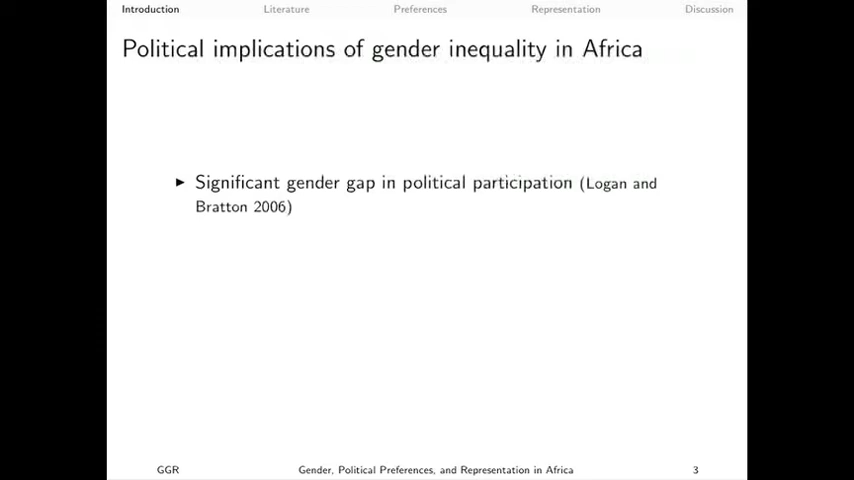 Introduction Literature Preferences Representation Discussion
Political implications of gender inequality in Africa
▶ Significant gender gap in political participation (Logan and
Bratton 2006)
GGR Gender, Political Preferences, and Representation in Africa 3